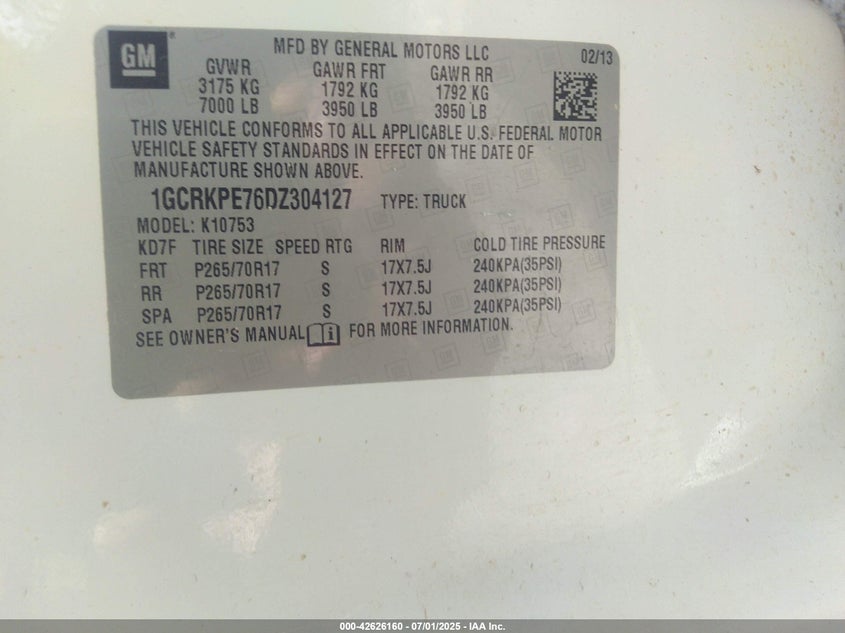 GM ®
MFD BY GENERAL MOTORS LLC 02/13
GVWR GAWR FRT GAWR RR
3175 KG 1792 KG 1792 KG
7000 LB 3950 LB 3950 LB
THIS VEHICLE CONFORMS TO ALL APPLICABLE U.S. FEDERAL MOTOR
VEHICLE SAFETY STANDARDS IN EFFECT ON THE DATE OF
MANUFACTURE SHOWN ABOVE.
1GCRKPE76DZ304127 TYPE: TRUCK
MODEL: K10753
KD7F TIRE SIZE SPEED RTG RIM COLD TIRE PRESSURE
FRT P265/70R17 S 17X7.5J 240KPA(35PSI)
RR P265/70R17 S 17X7.5J 240KPA(35PSI)
SPA P265/70R17 S 17X7.5J 240KPA(35PSI)
SEE OWNER'S MANUAL i FOR MORE INFORMATION.
000-42626160 - 07/01/2025 - IAA Inc.